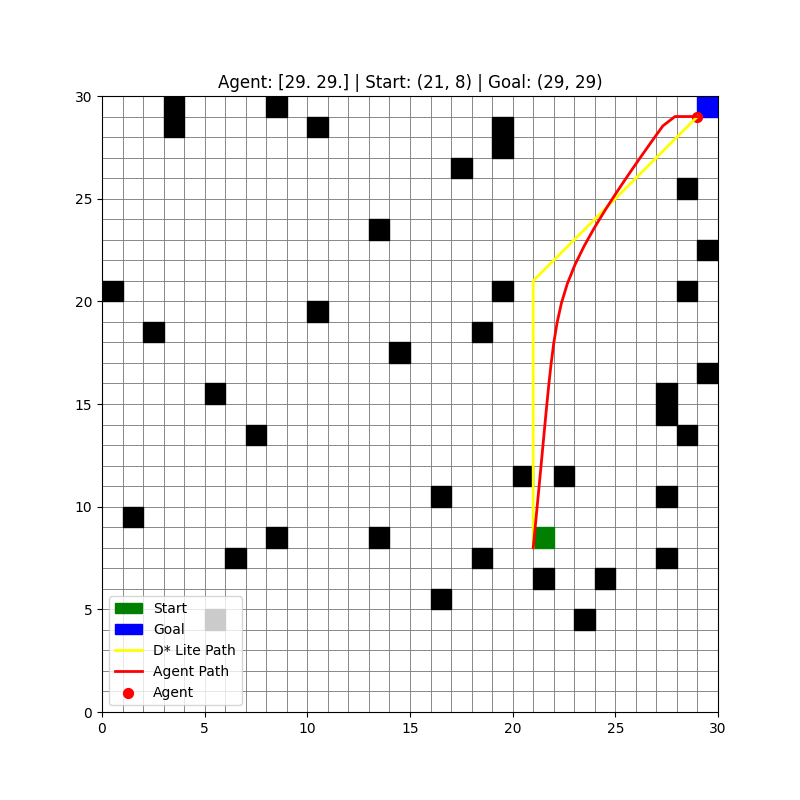 Agent: [29. 29.] | Start: (21, 8) | Goal: (29, 29)
30
25
20
15
10
5
0
Start
Goal
D* Lite Path
Agent Path
Agent
0 5 10 15 20 25 30